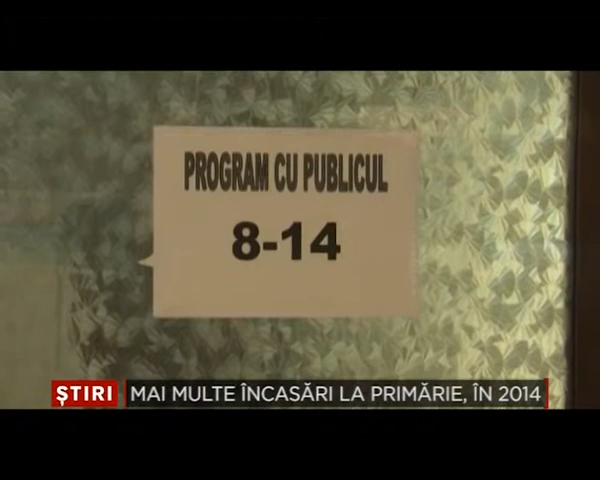 PROGRAM CU PUBLICUL
8-14
ȘTIRI MAI MULTE ÎNCASĂRI LA PRIMĂRIE, ÎN 2014